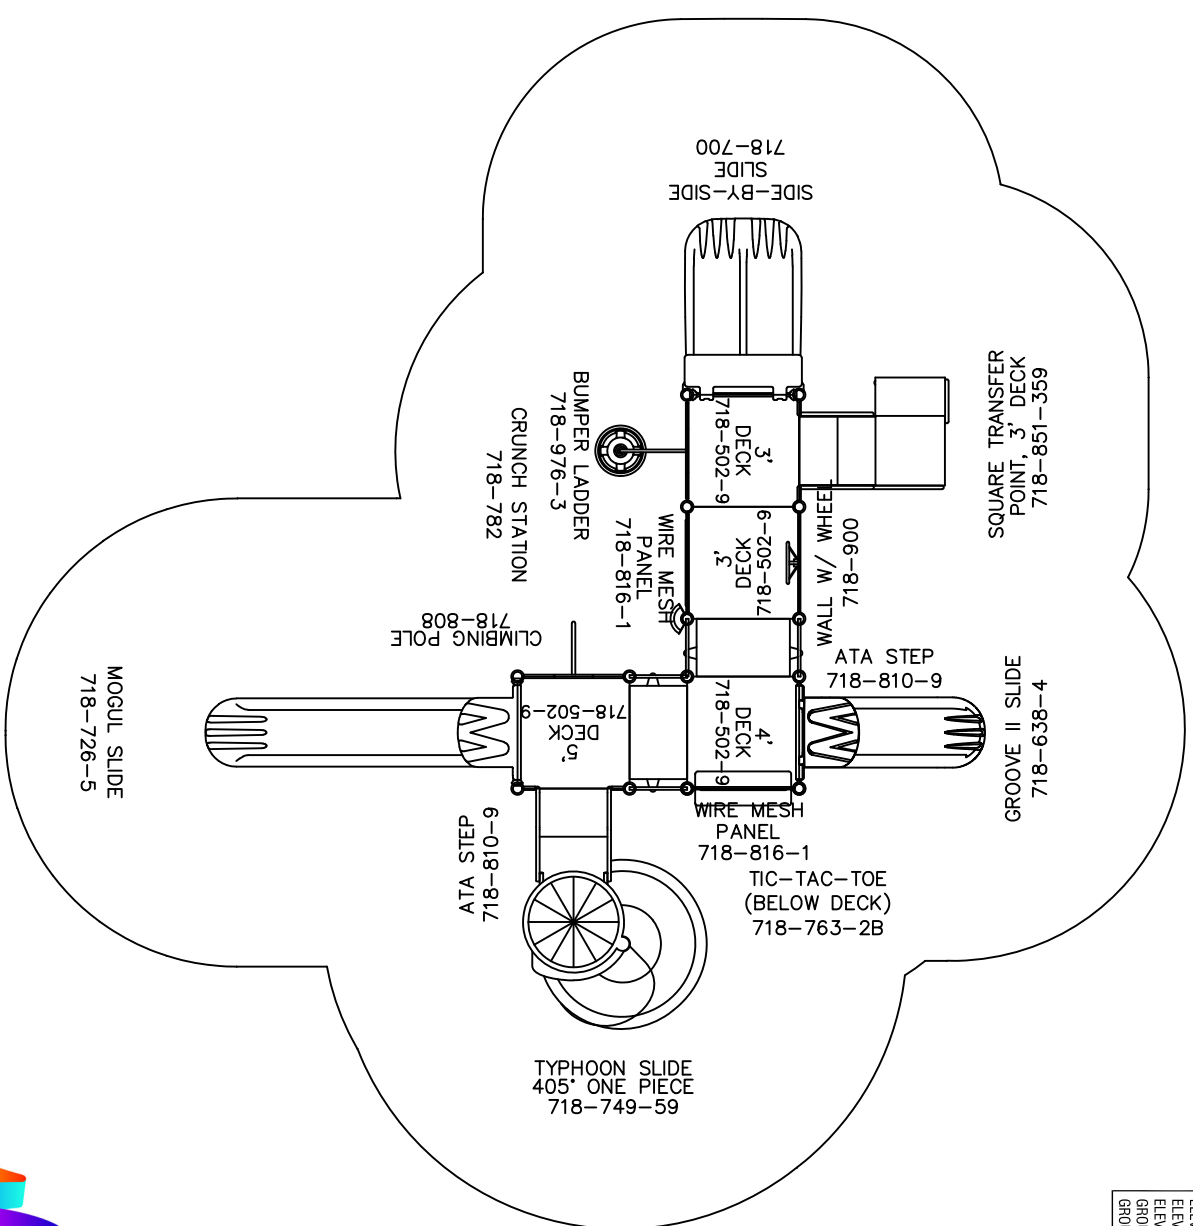 SIDE-BY-SIDE
SLIDE
718-700
BUMPER LADDER
718-976-3
CRUNCH STATION
718-782
3'
DECK
718-502-9
SQUARE TRANSFER
POINT, 3' DECK
718-851-359
WIRE MESH
PANEL
718-816-1
3'
DECK
718-502-9
WALL W/ WHEEL
718-900
CLIMBING POLE
718-808
ATA STEP
718-810-9
MOGUL SLIDE
718-726-5
5'
DECK
718-502-9
4'
DECK
718-502-9
GROOVE II SLIDE
718-638-4
ATA STEP
718-810-9
WIRE MESH
PANEL
718-816-1
TIC-TAC-TOE
(BELOW DECK)
718-763-2B
TYPHOON SLIDE
405° ONE PIECE
718-749-59